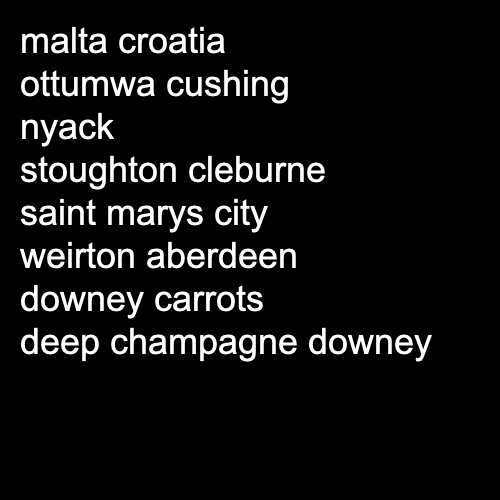 malta croatia
ottumwa cushing
nyack
stoughton cleburne
saint marys city
weirton aberdeen
downey carrots
deep champagne downey